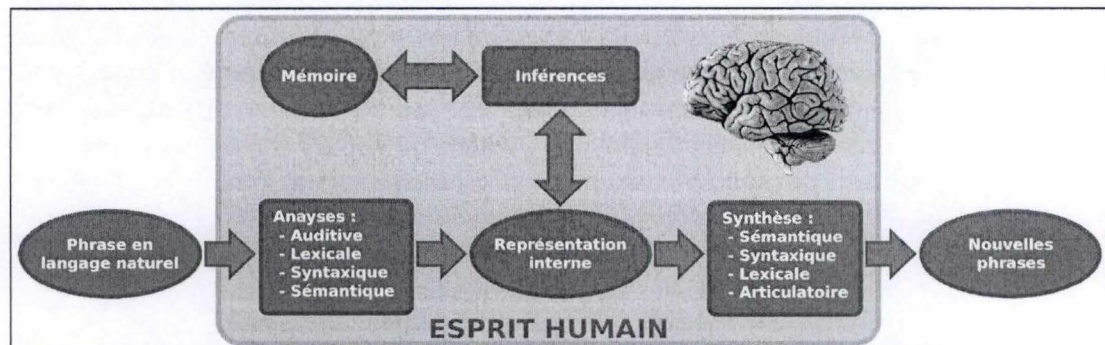 Mémoire
Inférences
Phrase en
langage naturel
Anayses :
- Auditive
- Lexicale
- Syntaxique
- Sémantique
Représentation
interne
Synthèse :
- Sémantique
- Syntaxique
- Lexicale
- Articulatoire
Nouvelles
phrases
ESPRIT HUMAIN